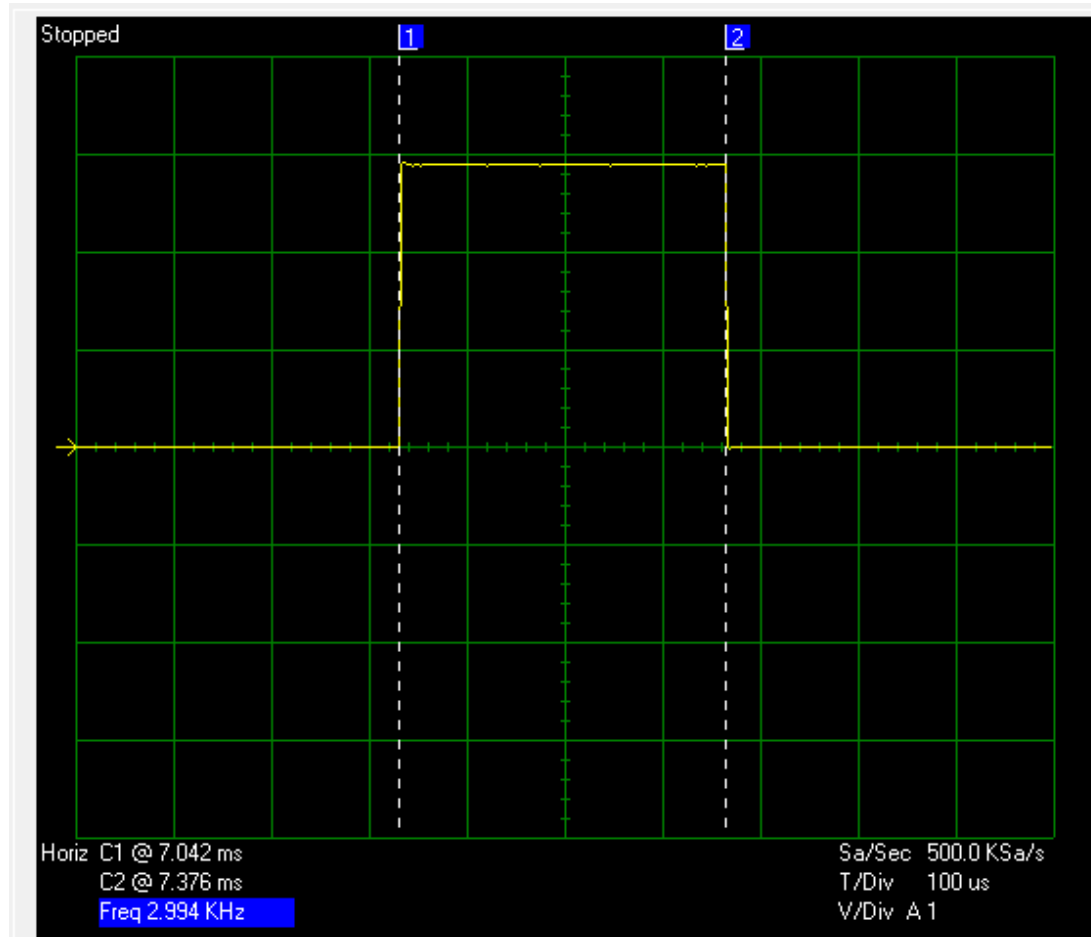 Stopped
1
2
Horiz C1 @ 7.042 ms
C2 @ 7.376 ms
Freq 2.994 KHz
Sa/Sec 500.0 KSa/s
T/Div 100 us
V/Div A 1